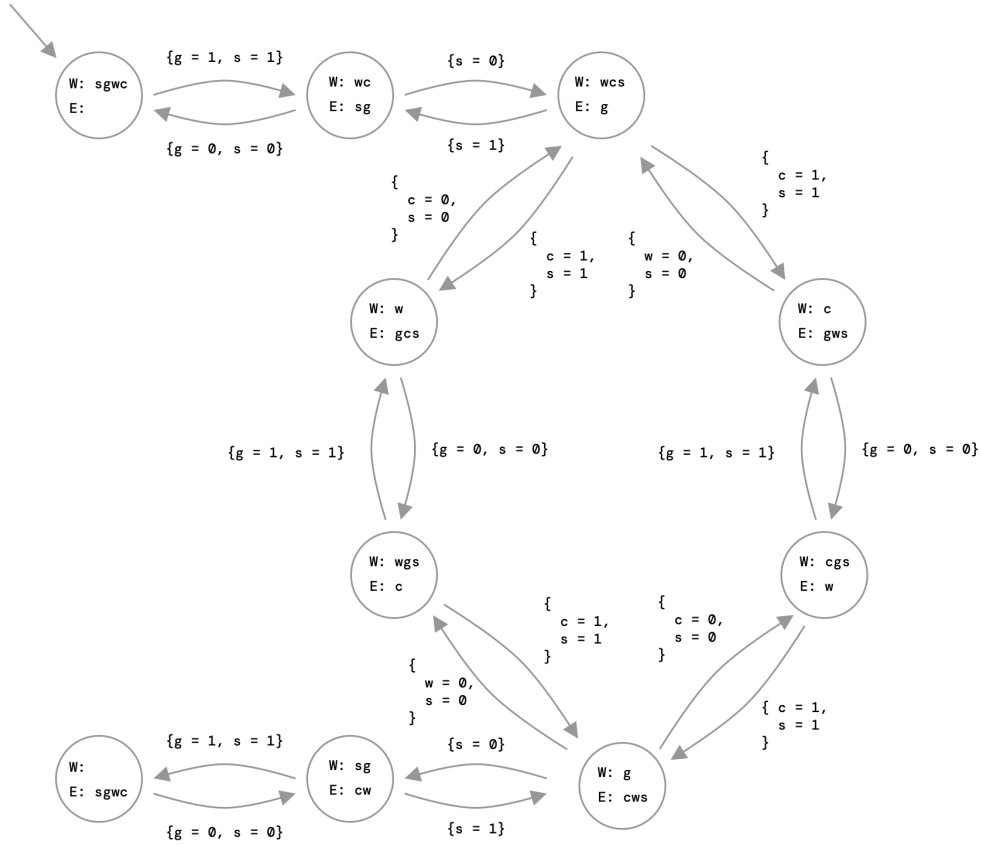 {g = 1, s = 1}
{s = 0}
W: sgwc
E:
W: wc
E: sg
W: wcs
E: g
{g = 0, s = 0}
{s = 1}
{
c = 1,
s = 1
}
{
c = 0,
s = 0
}
{
c = 1,
s = 1
}
{
w = 0,
s = 0
}
W: w
E: gcs
W: c
E: gws
{g = 1, s = 1}
{g = 0, s = 0}
{g = 1, s = 1}
{g = 0, s = 0}
W: wgs
E: c
W: cgs
E: w
{
c = 1,
s = 1
}
{
c = 0,
s = 0
}
{
w = 0,
s = 0
}
{ c = 1,
s = 1
}
{g = 1, s = 1}
{s = 0}
W:
E: sgwc
W: sg
E: cw
W: g
E: cws
{g = 0, s = 0}
{s = 1}